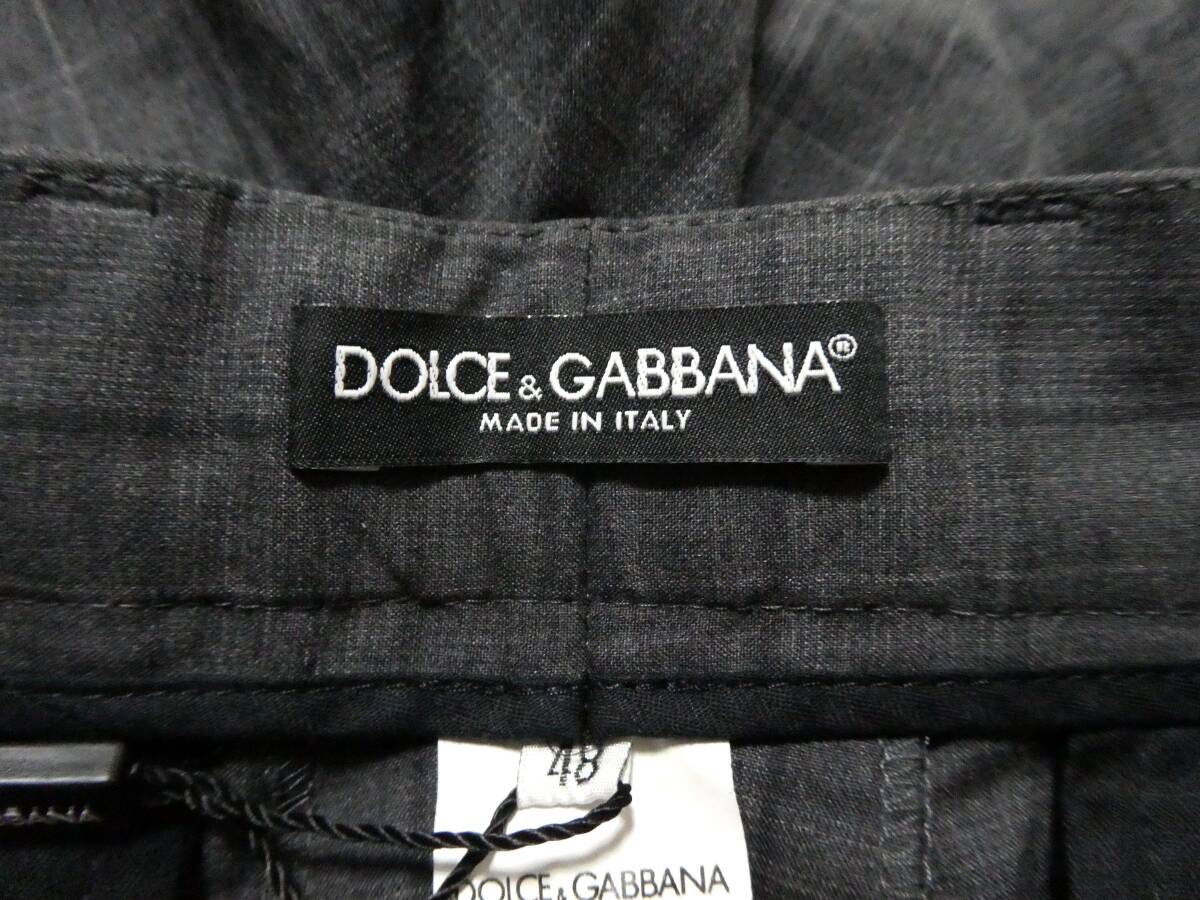 DOLCE & GABBANA®
MADE IN ITALY
48
DOLCE & GABBANA